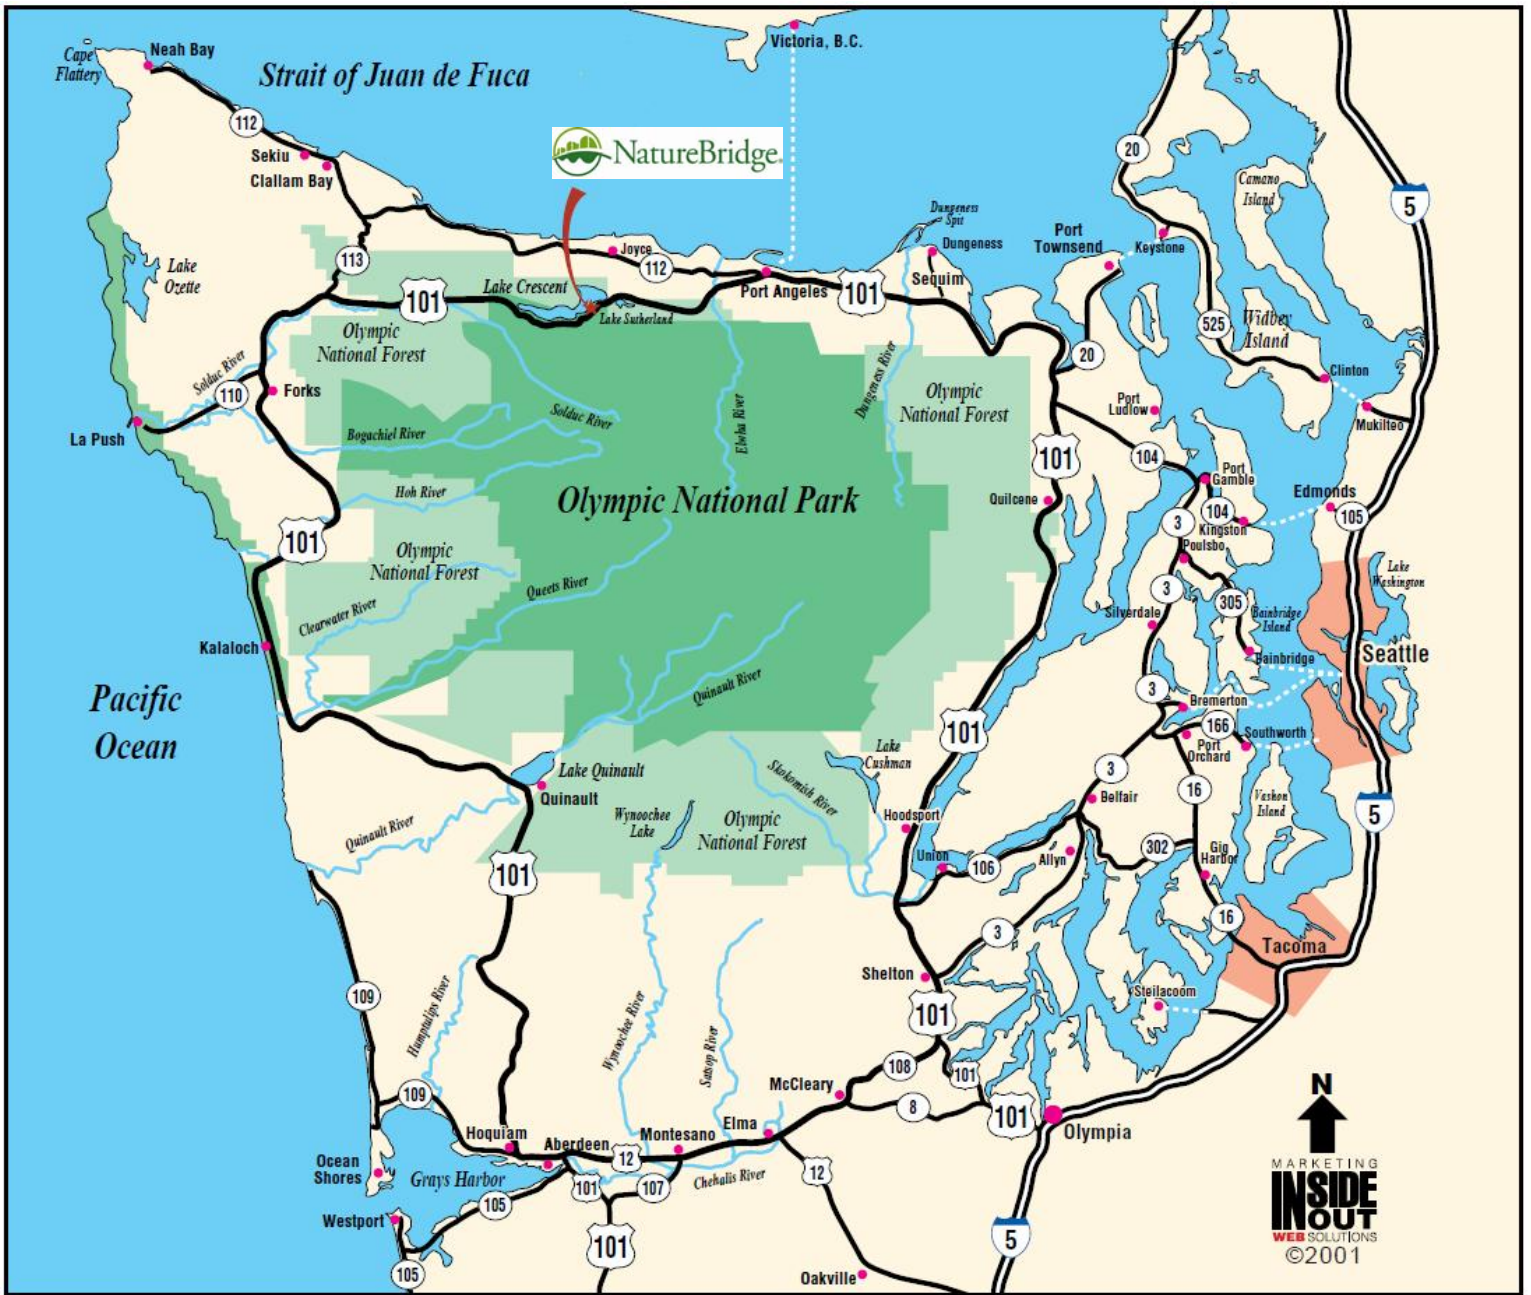 Cape
Flattery
Neah Bay
Strait of Juan de Fuca
Victoria, B.C.
112
Sekiu
Clallam Bay
NatureBridge®
20
Camano
Island
5
Dungeness
Spit
Dungeness
Port
Townsend
Keystone
Lake
Ozette
113
Joyce
112
Lake Crescent
101
Lake Sutherland
Port Angeles
101
Sequim
Olympic
National Forest
525
Widbey
Island
20
Solduc River
110
Forks
Clinton
La Push
Bogachiel River
Solduc River
Elwha River
Dungeness River
Olympic
National Forest
Port
Ludlow
Mukilteo
Hoh River
Olympic National Park
101
104
Port
Gamble
Quilcene
104
Kingston
Edmonds
105
3
Poulsbo
101
Olympic
National Forest
Queets River
Clearwater River
3
305
Bainbridge
Island
Lake
Washington
Silverdale
Kalaloch
Bainbridge
Seattle
Pacific
Ocean
Quinault River
3
Bremerton
166
Southworth
Port
Orchard
101
Lake
Cushman
Lake Quinault
Quinault
Skokomish River
3
Belfair
16
Vashon
Island
5
Wynoochee
Lake
Olympic
National Forest
Hoodsport
Quinault River
101
Union
106
Allyn
302
Gig
Harbor
16
3
Tacoma
Shelton
Steilacoom
109
101
Humptulips River
Wynoochee River
Satsop River
108
101
McCleary
8
101
Olympia
109
Hoquiam
Aberdeen
12
Montesano
Elma
Ocean
Shores
Grays Harbor
101
107
Chehalis River
12
105
Westport
101
5
105
Oakville
N
MARKETING
INSIDE
OUT
WEB SOLUTIONS
©2001